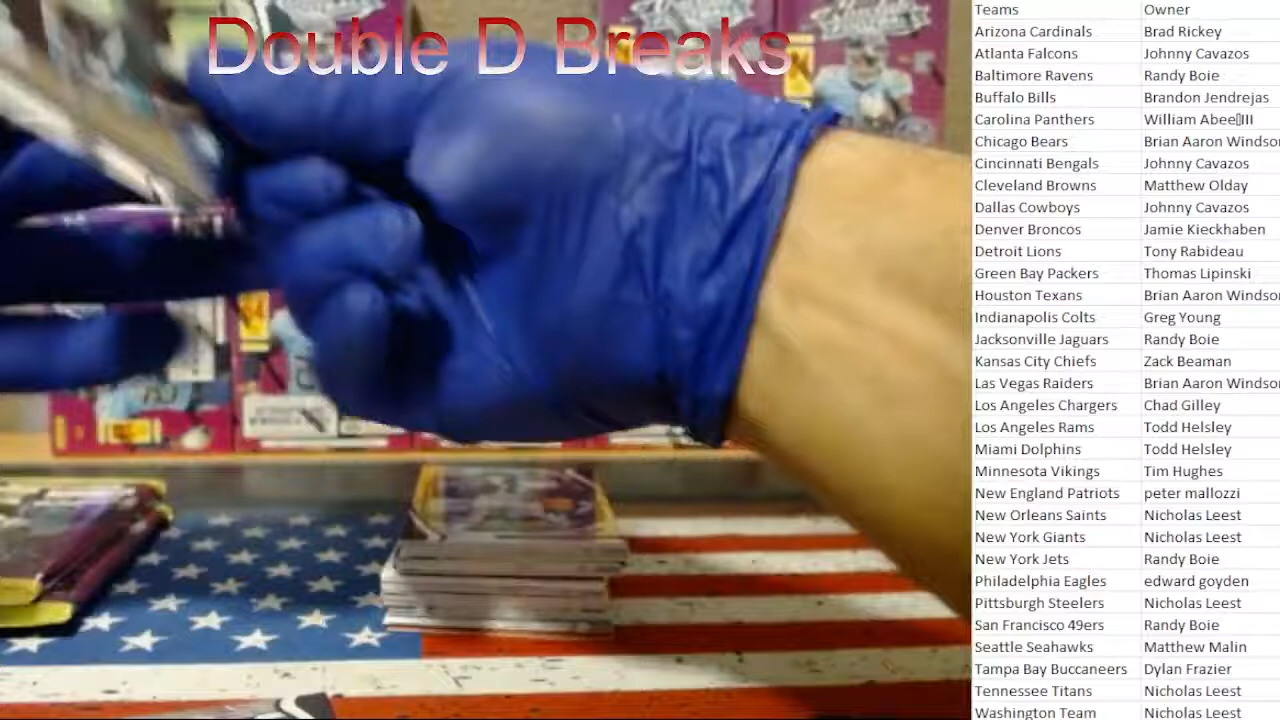 Double D Breaks
Teams Owner
Arizona Cardinals Brad Rickey
Atlanta Falcons Johnny Cavazos
Baltimore Ravens Randy Boie
Buffalo Bills Brandon Jendrejas
Carolina Panthers William Abee▯III
Chicago Bears Brian Aaron Windso
Cincinnati Bengals Johnny Cavazos
Cleveland Browns Matthew Olday
Dallas Cowboys Johnny Cavazos
Denver Broncos Jamie Kieckhaben
Detroit Lions Tony Rabideau
Green Bay Packers Thomas Lipinski
Houston Texans Brian Aaron Windso
Indianapolis Colts Greg Young
Jacksonville Jaguars Randy Boie
Kansas City Chiefs Zack Beaman
Las Vegas Raiders Brian Aaron Windso
Los Angeles Chargers Chad Gilley
Los Angeles Rams Todd Helsley
Miami Dolphins Todd Helsley
Minnesota Vikings Tim Hughes
New England Patriots peter mallozzi
New Orleans Saints Nicholas Leest
New York Giants Nicholas Leest
New York Jets Randy Boie
Philadelphia Eagles edward goyden
Pittsburgh Steelers Nicholas Leest
San Francisco 49ers Randy Boie
Seattle Seahawks Matthew Malin
Tampa Bay Buccaneers Dylan Frazier
Tennessee Titans Nicholas Leest
Washington Team Nicholas Leest